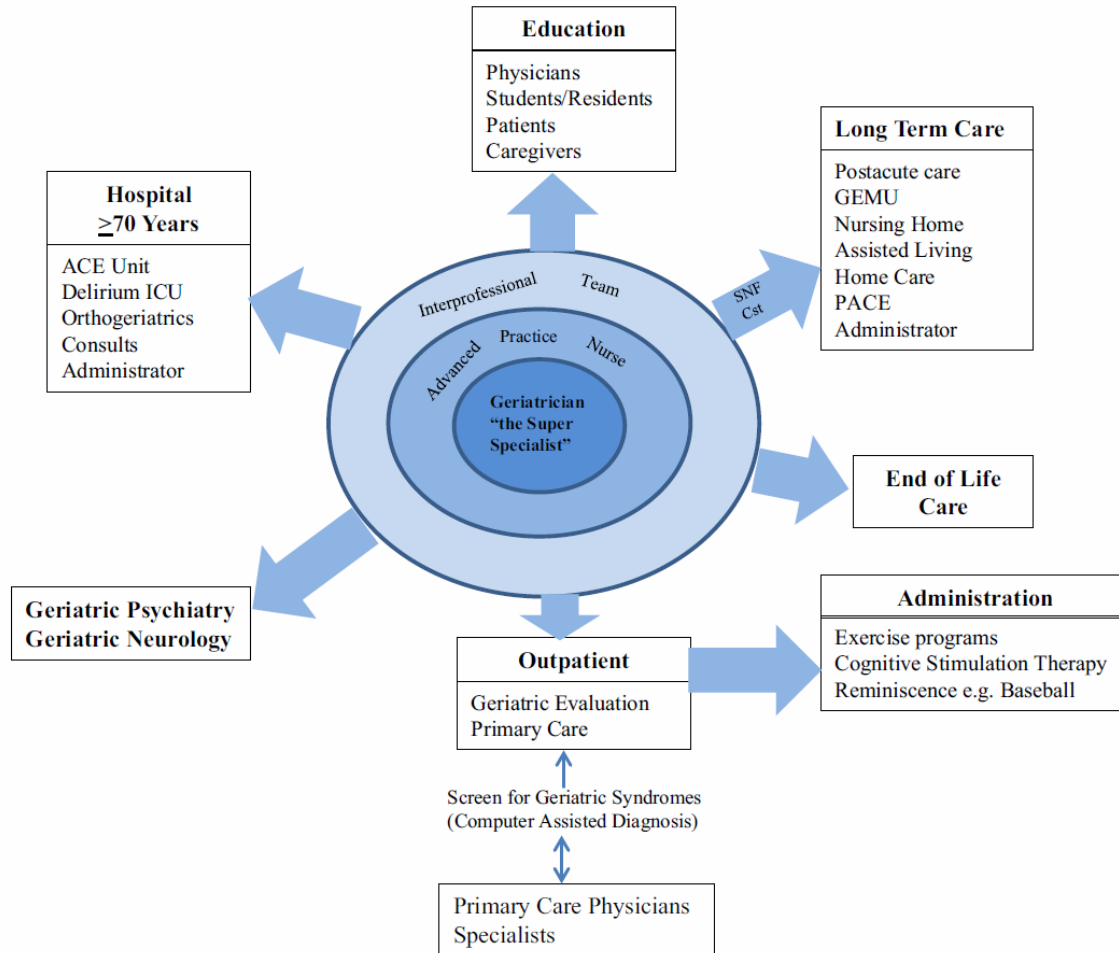 Education
Physicians
Students/Residents
Patients
Caregivers
Hospital
≥70 Years
ACE Unit
Delirium ICU
Orthogeriatrics
Consults
Administrator
Long Term Care
Postacute care
GEMU
Nursing Home
Assisted Living
Home Care
PACE
Administrator
SNF
Cst
Interprofessional Team
Advanced Practice Nurse
Geriatrician
“the Super
Specialist”
End of Life
Care
Geriatric Psychiatry
Geriatric Neurology
Outpatient
Geriatric Evaluation
Primary Care
Administration
Exercise programs
Cognitive Stimulation Therapy
Reminiscence e.g. Baseball
Screen for Geriatric Syndromes
(Computer Assisted Diagnosis)
Primary Care Physicians
Specialists